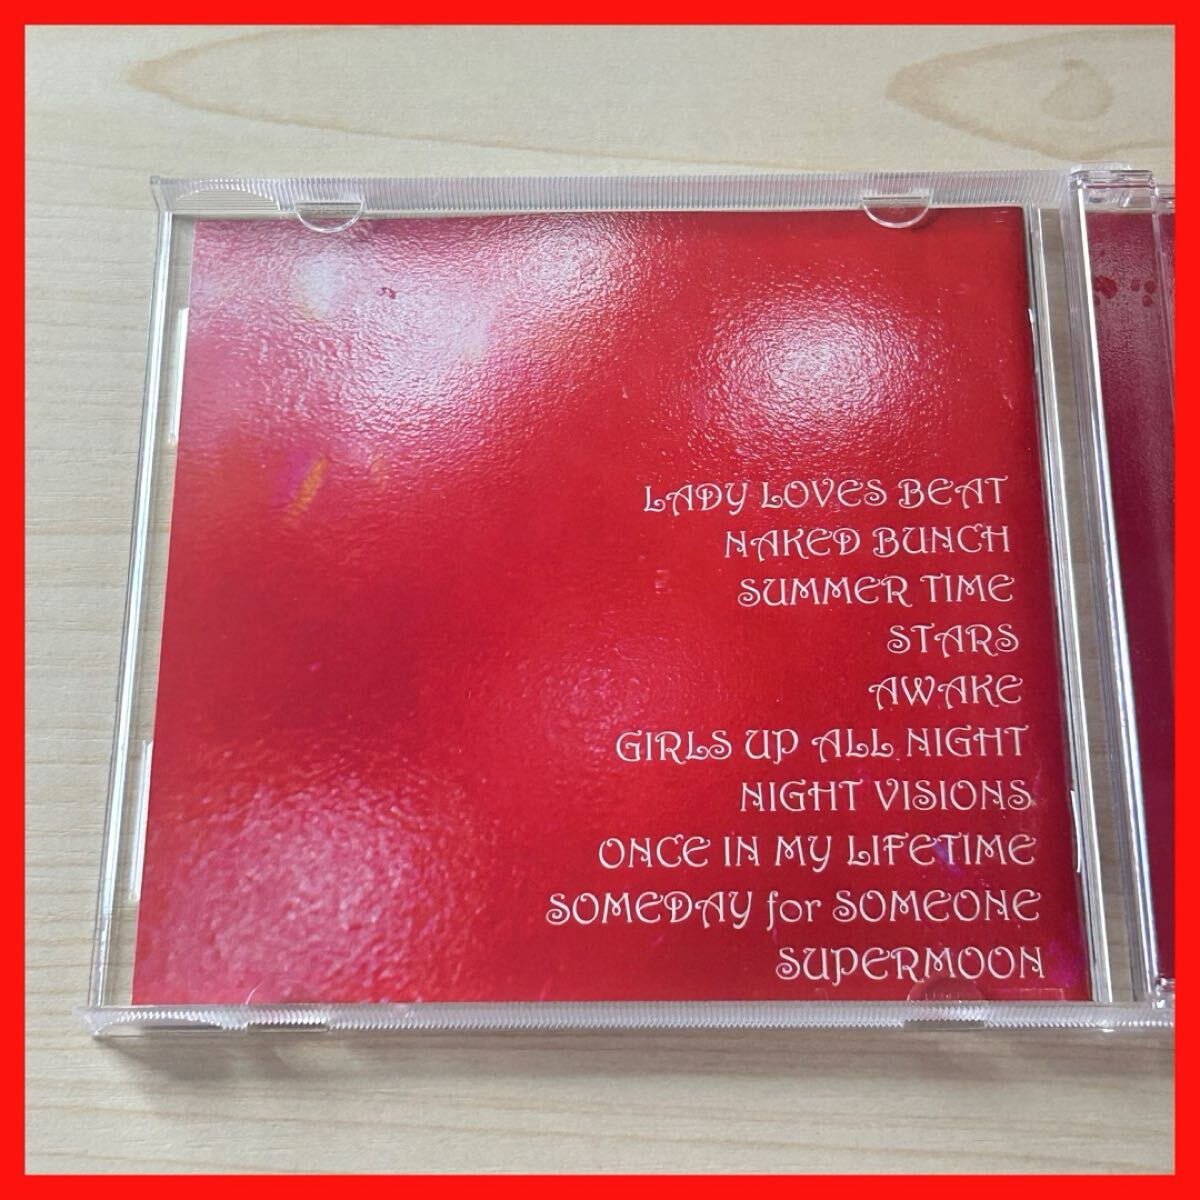 LADY LOVES BEAT
NAKED BUNCH
SUMMER TIME
STARS
AWAKE
GIRLS UP ALL NIGHT
NIGHT VISIONS
ONCE IN MY LIFETIME
SOMEDAY for SOMEONE
SUPERMOON